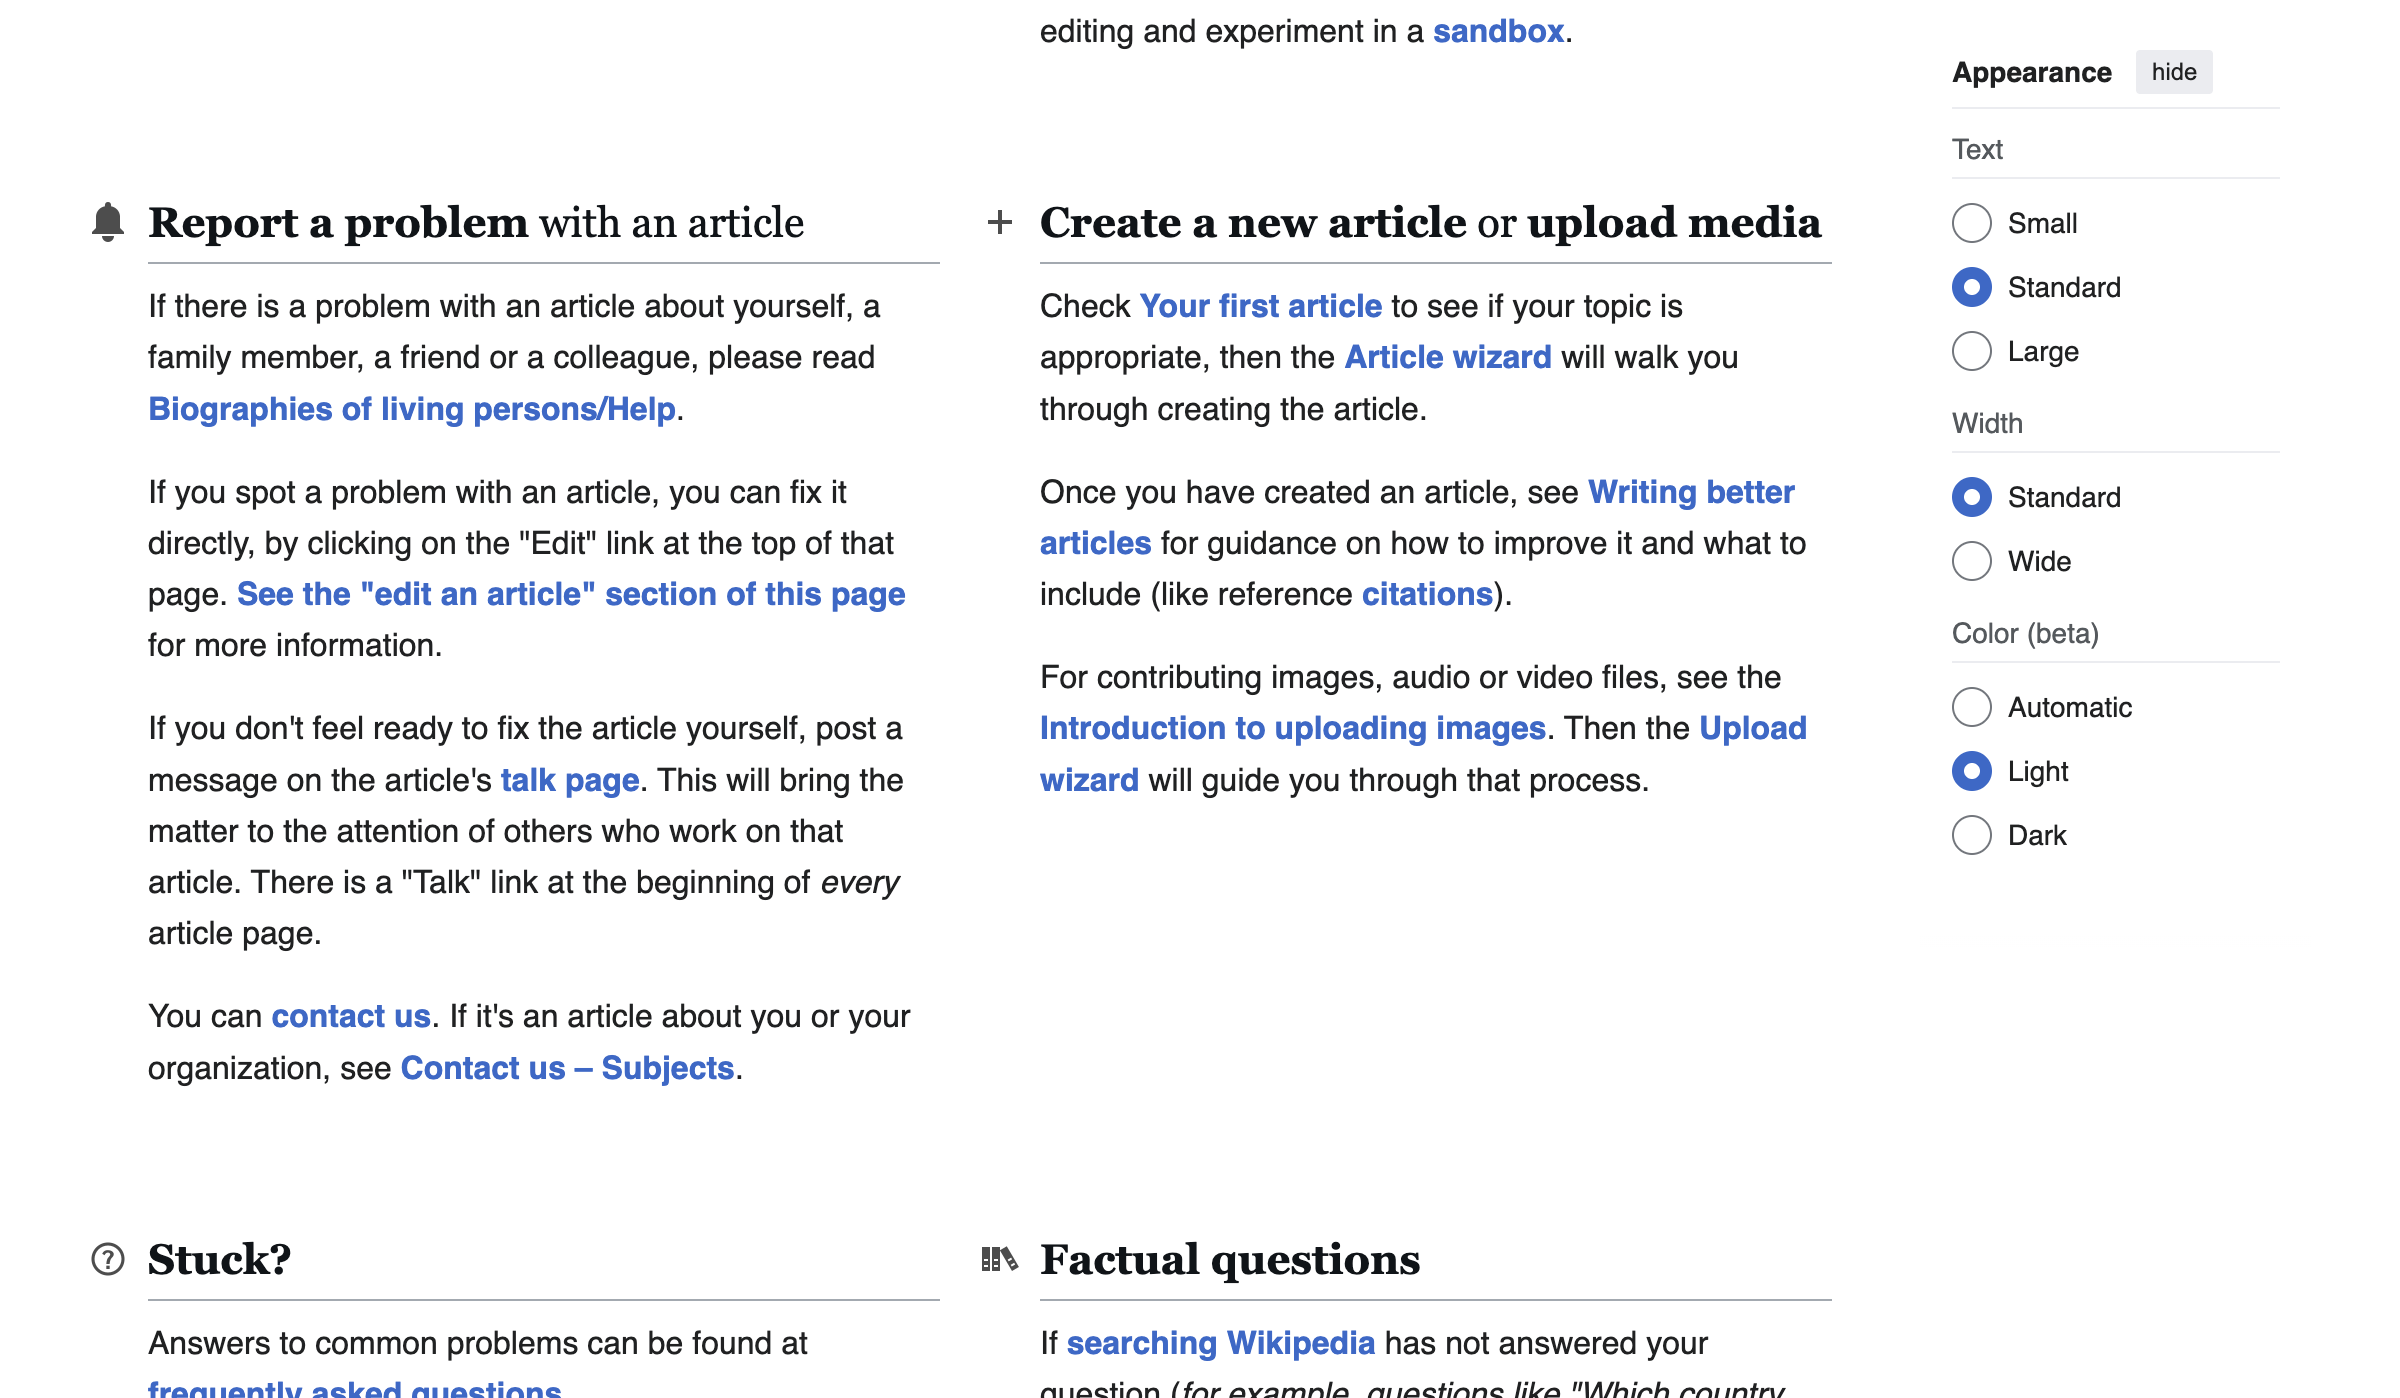 editing and experiment in a sandbox.
Report a problem with an article
If there is a problem with an article about yourself, a
family member, a friend or a colleague, please read
Biographies of living persons/Help.
If you spot a problem with an article, you can fix it
directly, by clicking on the "Edit" link at the top of that
page. See the "edit an article" section of this page
for more information.
If you don't feel ready to fix the article yourself, post a
message on the article's talk page. This will bring the
matter to the attention of others who work on that
article. There is a "Talk" link at the beginning of every
article page.
You can contact us. If it's an article about you or your
organization, see Contact us – Subjects.
Create a new article or upload media
Check Your first article to see if your topic is
appropriate, then the Article wizard will walk you
through creating the article.
Once you have created an article, see Writing better
articles for guidance on how to improve it and what to
include (like reference citations).
For contributing images, audio or video files, see the
Introduction to uploading images. Then the Upload
wizard will guide you through that process.
Stuck?
Answers to common problems can be found at
frequently asked questions
Factual questions
If searching Wikipedia has not answered your
question (for example, questions like "Which country
Appearance hide
Text
Small
Standard
Large
Width
Standard
Wide
Color (beta)
Automatic
Light
Dark